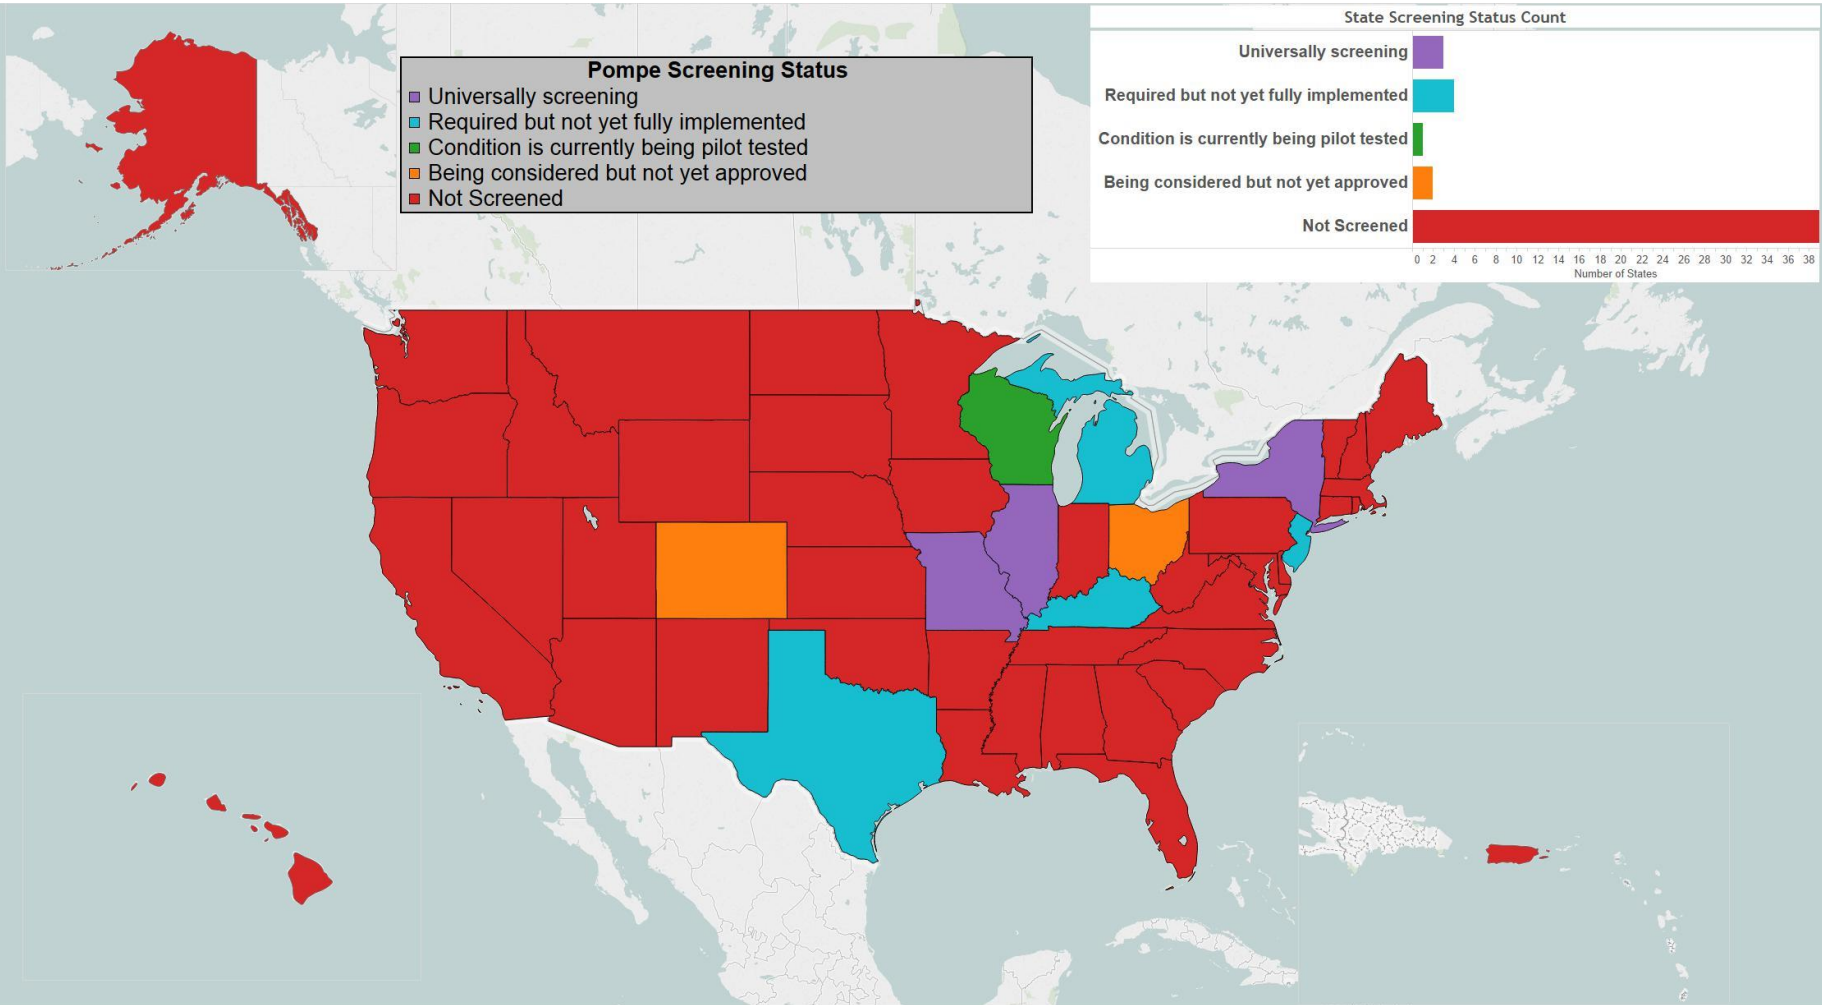 Pompe Screening Status
Universally screening
Required but not yet fully implemented
Condition is currently being pilot tested
Being considered but not yet approved
Not Screened
State Screening Status Count
Universally screening
Required but not yet fully implemented
Condition is currently being pilot tested
Being considered but not yet approved
Not Screened
0 2 4 6 8 10 12 14 16 18 20 22 24 26 28 30 32 34 36 38
Number of States